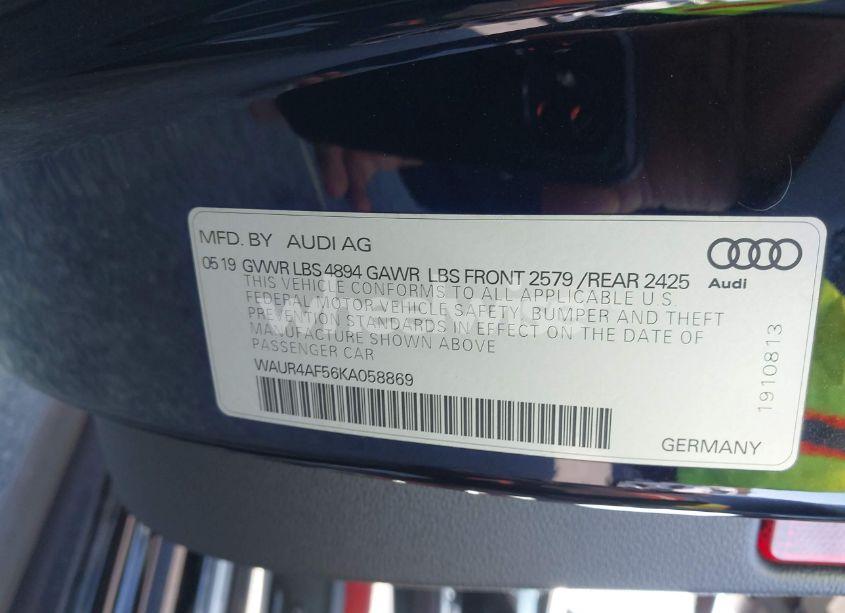 MFD. BY AUDI AG
05 19 GVWR LBS 4894 GAWR LBS FRONT 2579 /REAR 2425
THIS VEHICLE CONFORMS TO ALL APPLICABLE U.S.
FEDERAL MOTOR VEHICLE SAFETY, BUMPER AND THEFT
PREVENTION STANDARDS IN EFFECT ON THE DATE OF
MANUFACTURE SHOWN ABOVE
PASSENGER CAR
WAUR4AF56KA058869
Audi
1910813
GERMANY